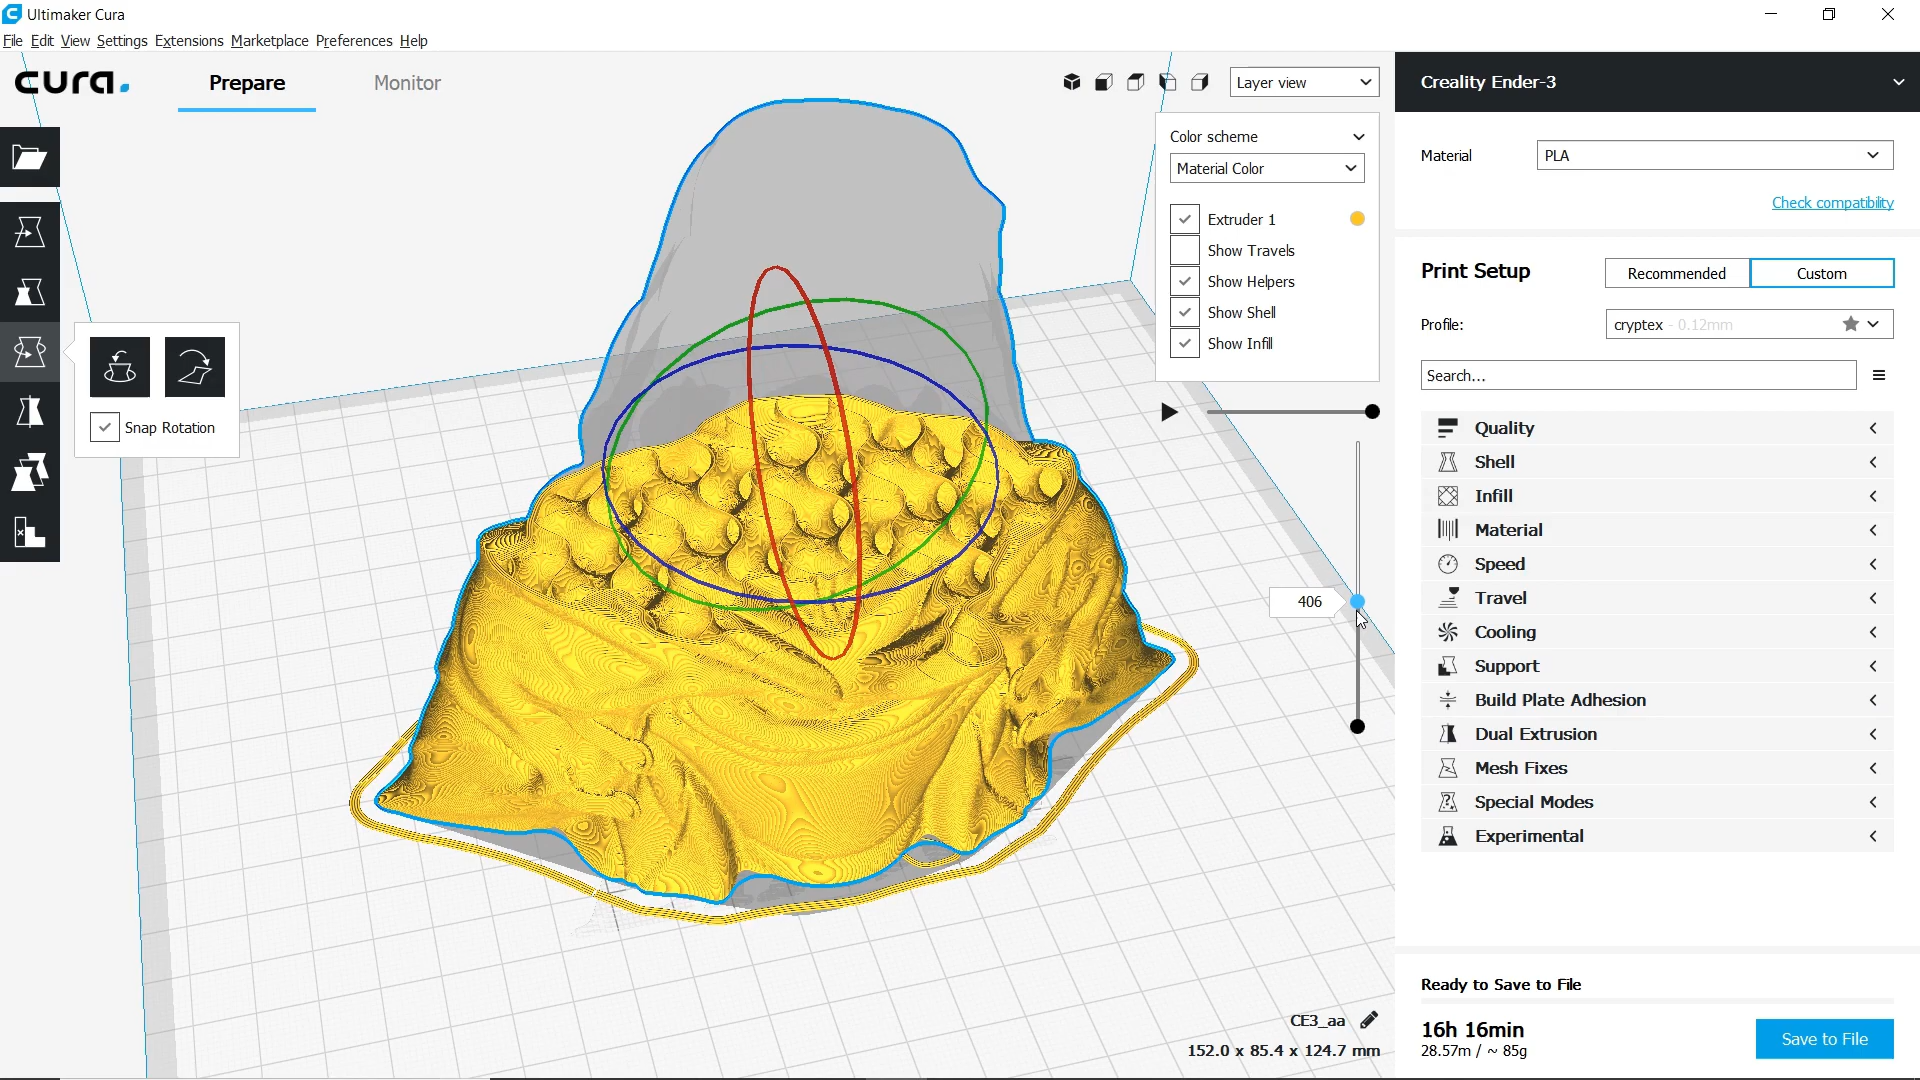 Ultimaker Cura
File Edit View Settings Extensions Marketplace Preferences Help
cura.
Prepare
Monitor
Layer view
Creality Ender-3
Color scheme
Material Color
Extruder 1
Show Travels
Show Helpers
Show Shell
Show Infill
Snap Rotation
406
Material
PLA
Check compatibility
Print Setup
Recommended
Custom
Profile:
cryptex - 0.12mm
Search...
Quality
Shell
Infill
Material
Speed
Travel
Cooling
Support
Build Plate Adhesion
Dual Extrusion
Mesh Fixes
Special Modes
Experimental
CE3_aa
152.0 x 85.4 x 124.7 mm
Ready to Save to File
16h 16min
28.57m / ~ 85g
Save to File